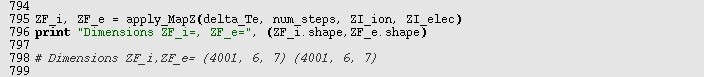 794
795 ZF_i, ZF_e = apply_MapZ(delta_Te, num_steps, ZI_ion, ZI_elec)
796 print "Dimensions ZF_i=, ZF_e=", (ZF_i.shape,ZF_e.shape)
797
798 # Dimensions ZF_i,ZF_e= (4001, 6, 7) (4001, 6, 7)
799